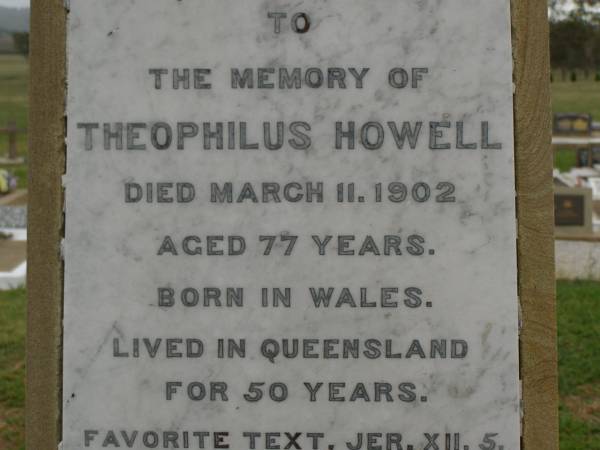 TO
THE MEMORY OF
THEOPHILUS HOWELL
DIED MARCH 11. 1902
AGED 77 YEARS.
BORN IN WALES.
LIVED IN QUEENSLAND
FOR 50 YEARS.
FAVORITE TEXT, JER. XII. 5.